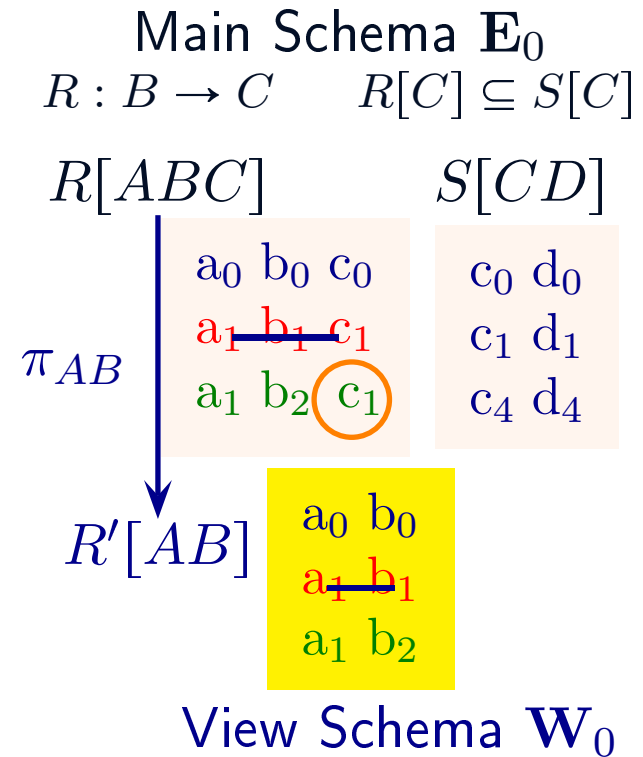 Main Schema E₀
R : B → C R[C] ⊆ S[C]
R[ABC] S[CD]
a₀ b₀ c₀ c₀ d₀
a₁ b₁ c₁ c₁ d₁
π_AB
a₁ b₂ c₁ c₄ d₄
R′[AB]
a₀ b₀
a₁ b₁
a₁ b₂
View Schema W₀